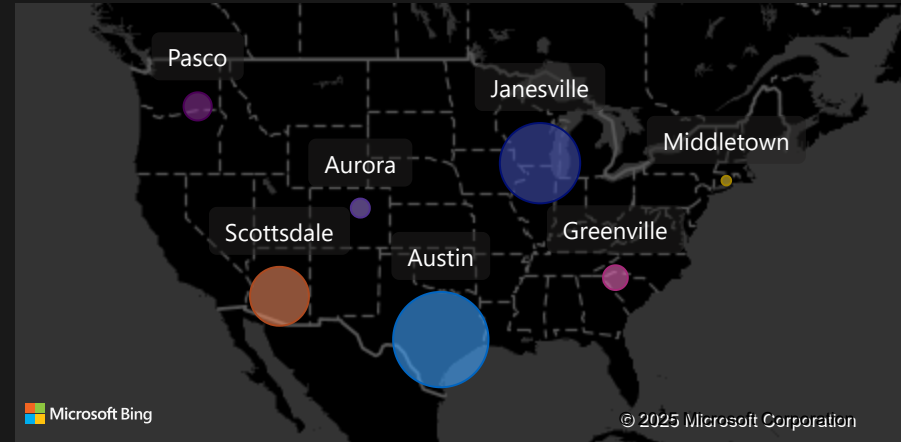 Pasco
Janesville
Middletown
Aurora
Scottsdale
Greenville
Austin
Microsoft Bing
© 2025 Microsoft Corporation